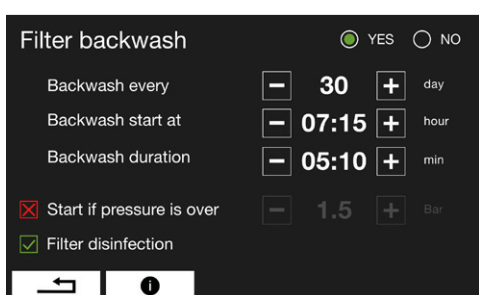 Filter backwash YES NO
Backwash every 30 day
Backwash start at 07:15 hour
Backwash duration 05:10 min
Start if pressure is over 1.5 Bar
Filter disinfection